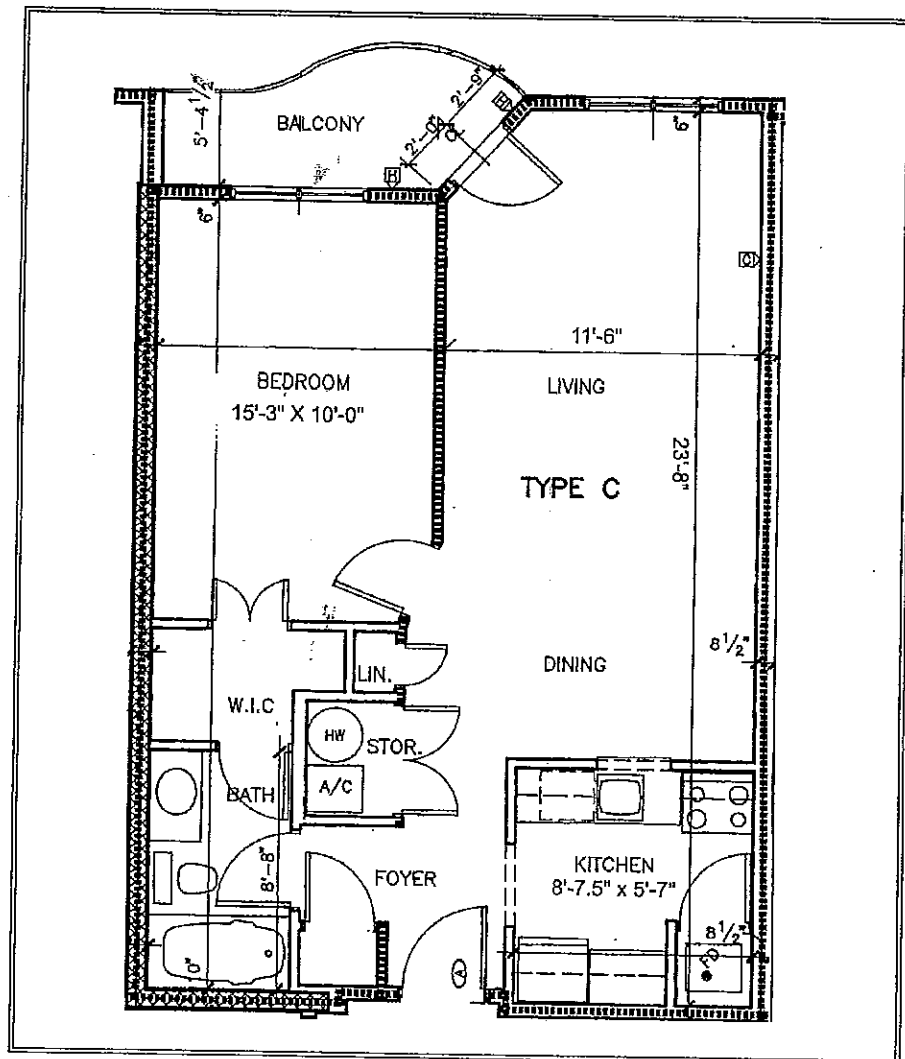 5'-4 1/2"
BALCONY
2'-0"
2'-9"
H
H
6"
6"
C
11'-6"
BEDROOM
15'-3" X 10'-0"
LIVING
TYPE C
23'-8"
8 1/2"
DINING
LIN.
W.I.C
HW
STOR.
A/C
BATH
8'-8"
FOYER
KITCHEN
8'-7.5" x 5'-7"
8 1/2"
A